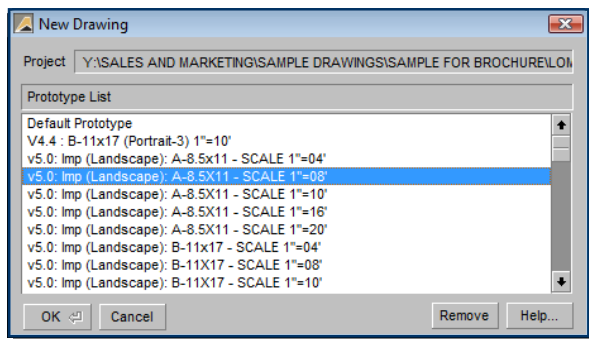 New Drawing
Project Y:\SALES AND MARKETING\SAMPLE DRAWINGS\SAMPLE FOR BROCHURE\LOM
Prototype List
Default Prototype
V4.4 : B-11x17 (Portrait-3) 1"=10'
v5.0: Imp (Landscape): A-8.5x11 - SCALE 1"=04'
v5.0: Imp (Landscape): A-8.5X11 - SCALE 1"=08'
v5.0: Imp (Landscape): A-8.5X11 - SCALE 1"=10'
v5.0: Imp (Landscape): A-8.5X11 - SCALE 1"=16'
v5.0: Imp (Landscape): A-8.5X11 - SCALE 1"=20'
v5.0: Imp (Landscape): B-11x17 - SCALE 1"=04'
v5.0: Imp (Landscape): B-11X17 - SCALE 1"=08'
v5.0: Imp (Landscape): B-11X17 - SCALE 1"=10'
OK Cancel Remove Help...